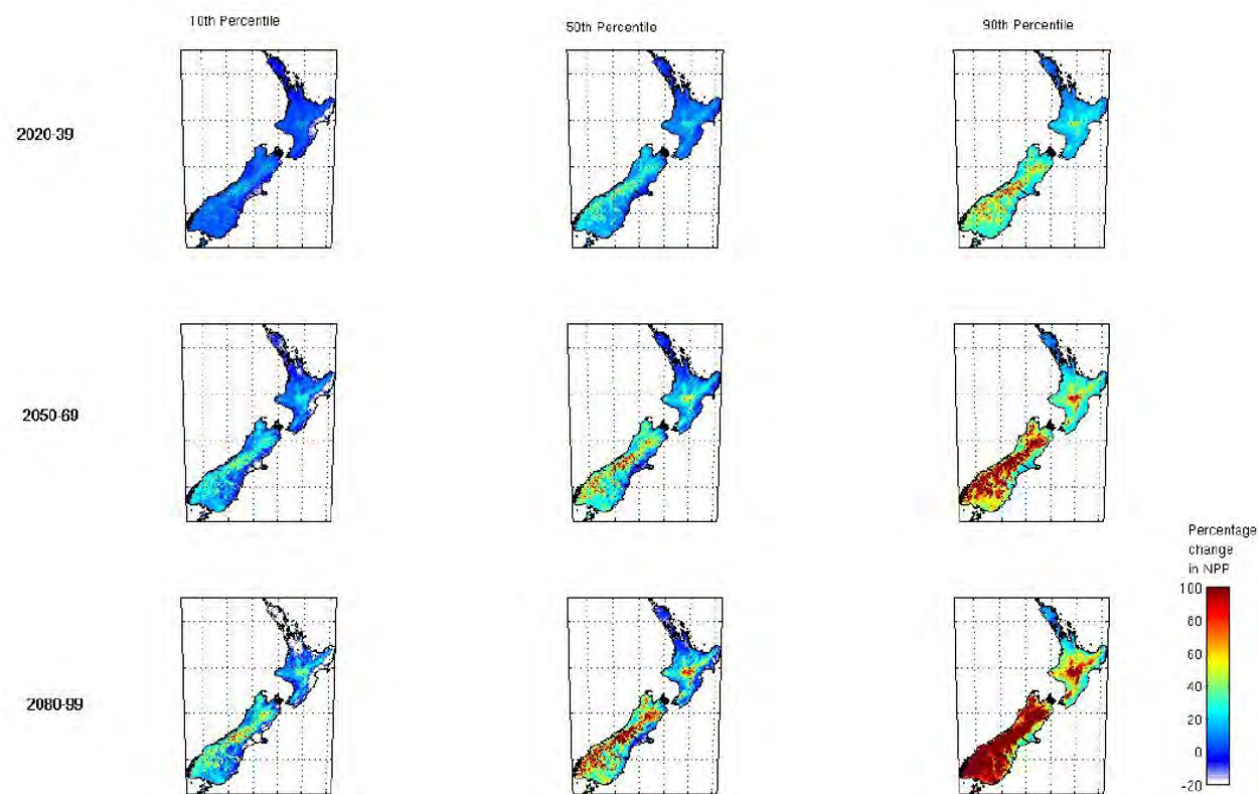 10th Percentile
50th Percentile
90th Percentile
2020-39
2050-69
2080-99
Percentage
change
in NPP
100
80
60
40
20
0
-20